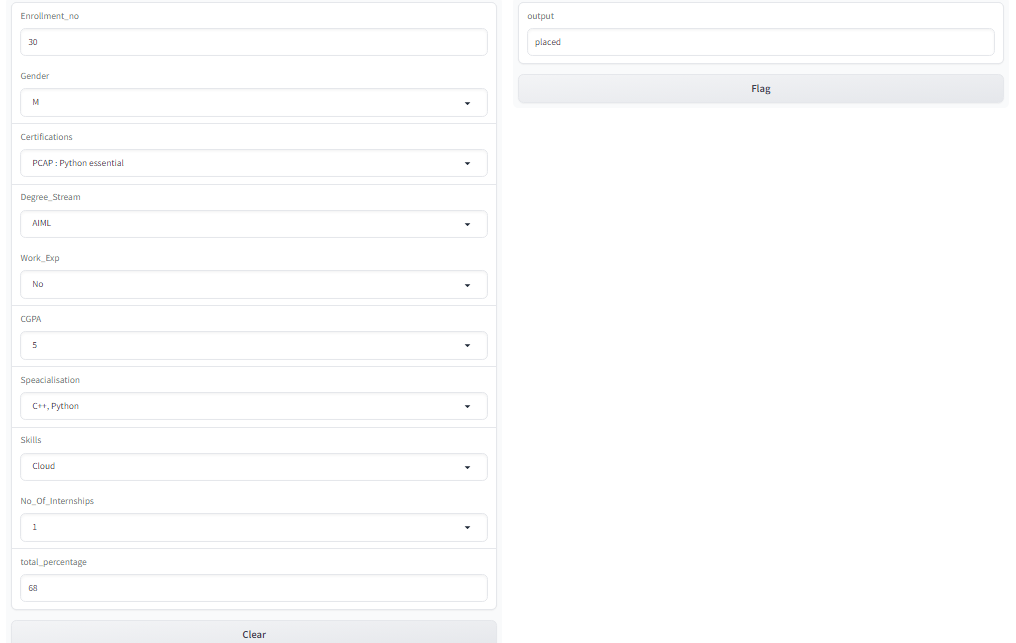 Enrollment_no
30
Gender
M
Certifications
PCAP : Python essential
Degree_Stream
AIML
Work_Exp
No
CGPA
5
Speacialisation
C++, Python
Skills
Cloud
No_Of_Internships
1
total_percentage
68
Clear
output
placed
Flag